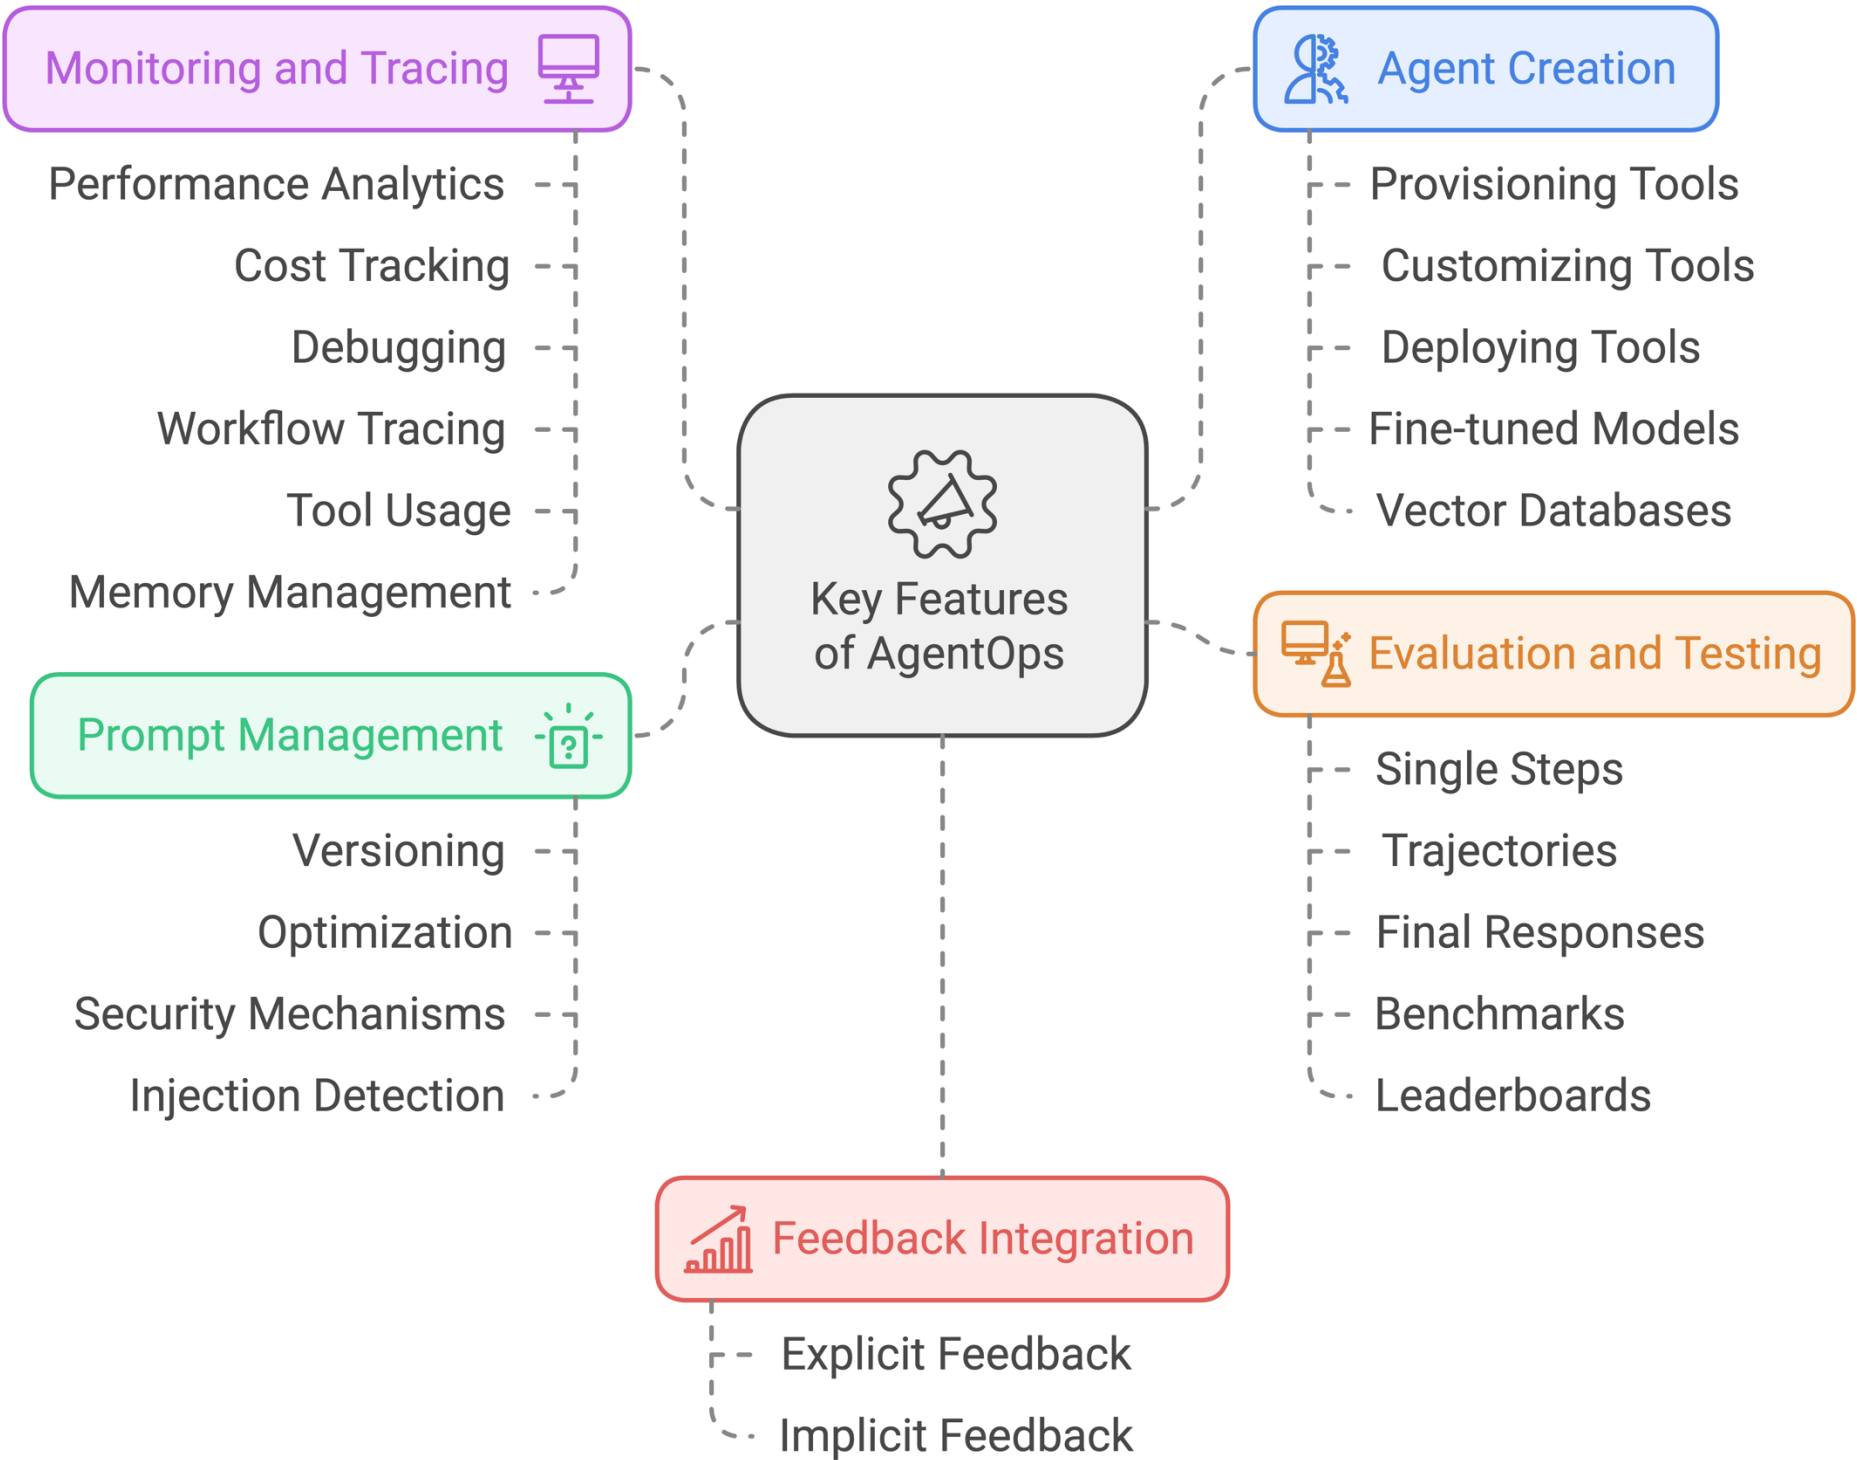 Monitoring and Tracing
Performance Analytics
Cost Tracking
Debugging
Workflow Tracing
Tool Usage
Memory Management
Prompt Management
?
Versioning
Optimization
Security Mechanisms
Injection Detection
Key Features
of AgentOps
Agent Creation
Provisioning Tools
Customizing Tools
Deploying Tools
Fine-tuned Models
Vector Databases
Evaluation and Testing
Single Steps
Trajectories
Final Responses
Benchmarks
Leaderboards
Feedback Integration
Explicit Feedback
Implicit Feedback